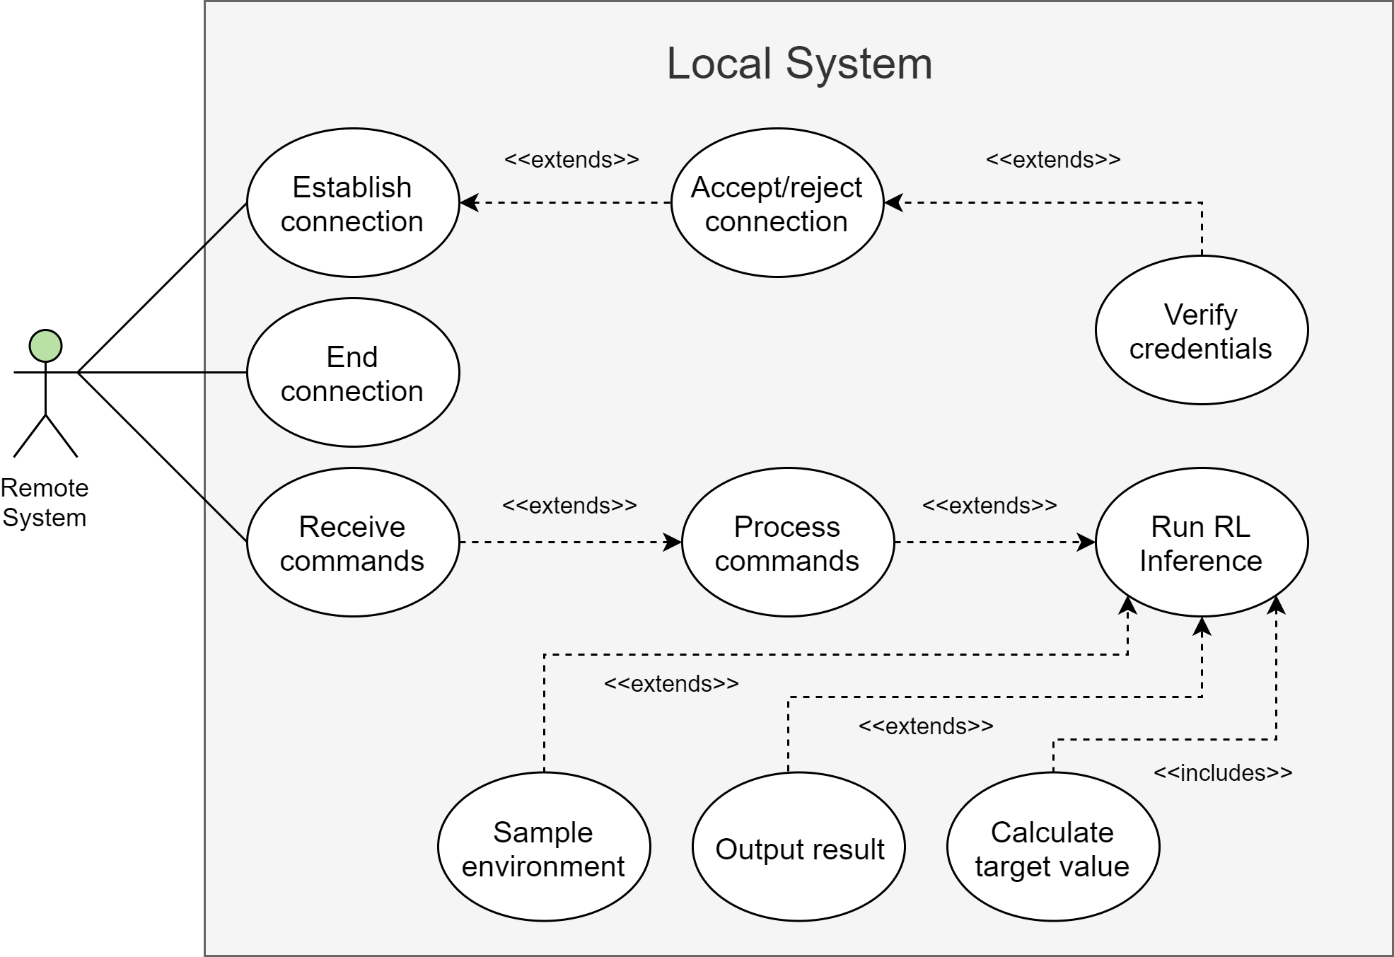 Local System
Establish
connection
<<extends>>
Accept/reject
connection
<<extends>>
Verify
credentials
End
connection
Remote
System
Receive
commands
<<extends>>
Process
commands
<<extends>>
Run RL
Inference
<<extends>>
<<extends>>
<<includes>>
Sample
environment
Output result
Calculate
target value